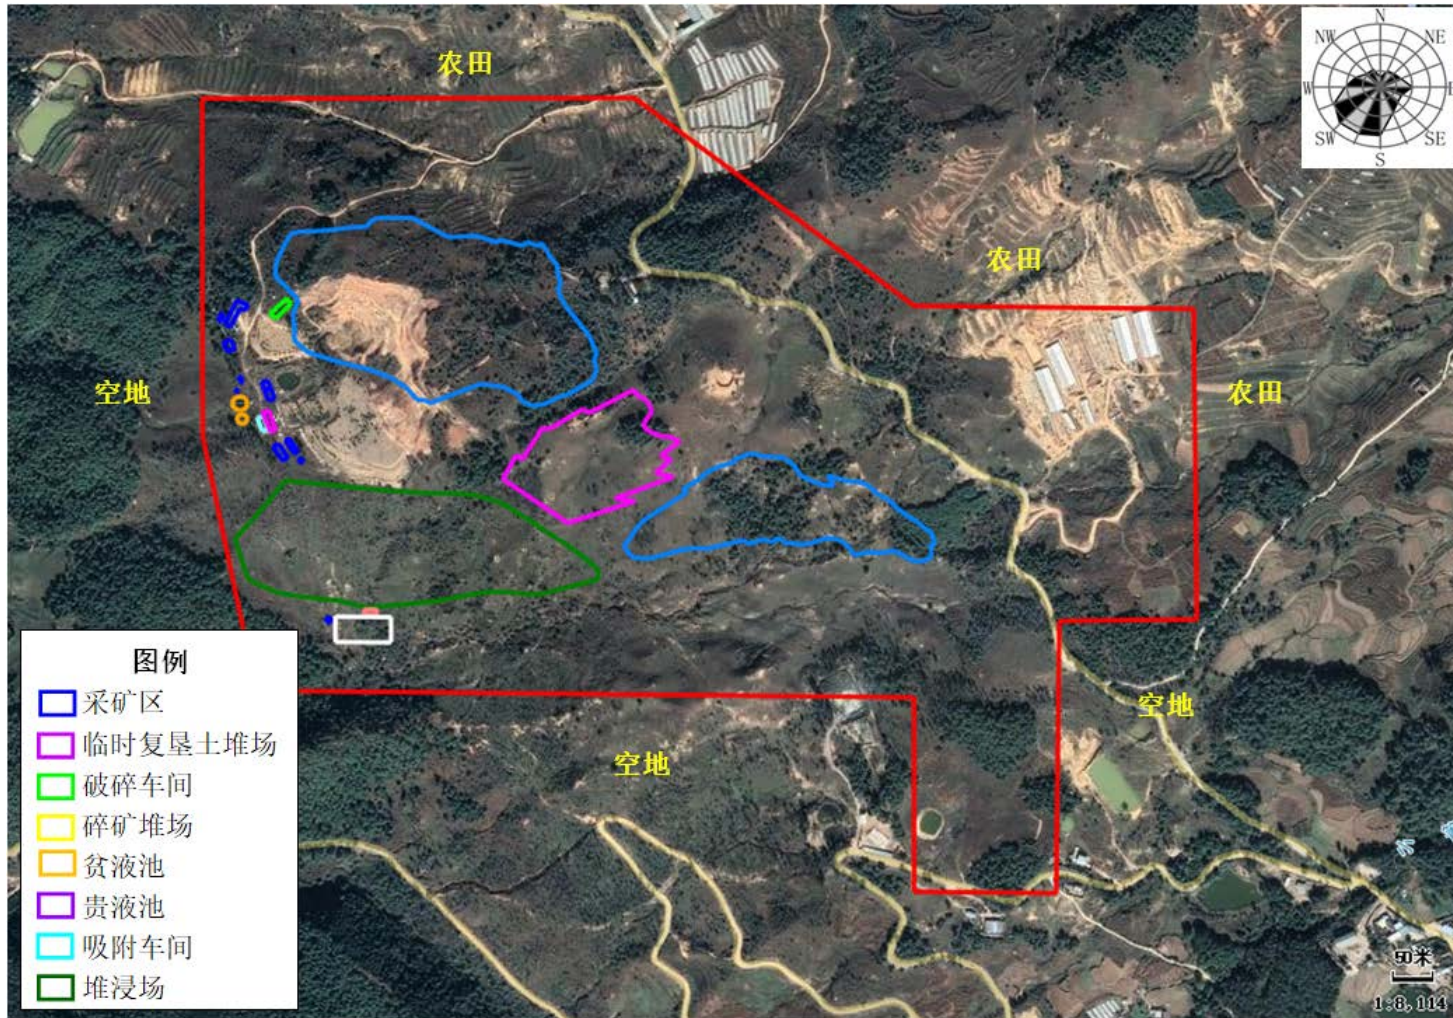 农田
N
NW
NE
W
E
SW
SE
S
农田
农田
空地
空地
空地
图例
采矿区
临时复垦土堆场
破碎车间
碎矿堆场
贫液池
贵液池
吸附车间
堆浸场
50米
1:8,114